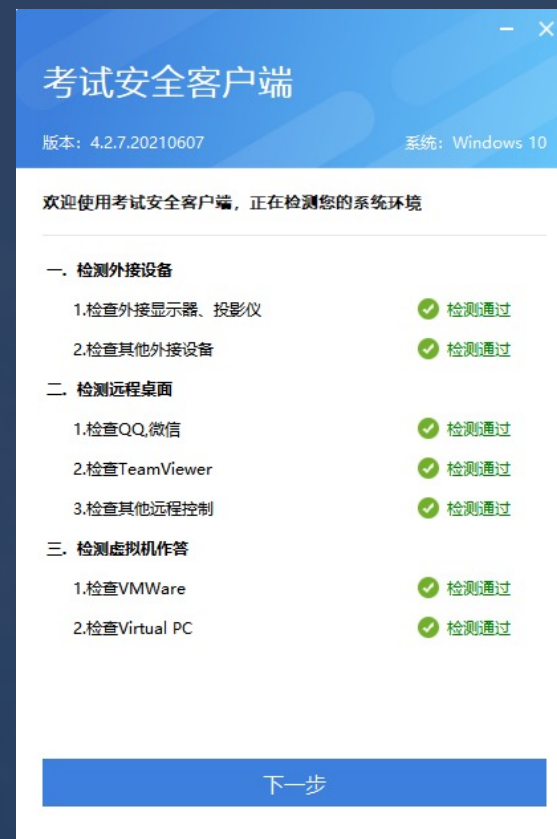 考试安全客户端
版本：4.2.7.20210607 系统：Windows 10
欢迎使用考试安全客户端，正在检测您的系统环境
一. 检测外接设备
1.检查外接显示器、投影仪 检测通过
2.检查其他外接设备 检测通过
二. 检测远程桌面
1.检查QQ,微信 检测通过
2.检查TeamViewer 检测通过
3.检查其他远程控制 检测通过
三. 检测虚拟机作答
1.检查VMWare 检测通过
2.检查Virtual PC 检测通过
下一步